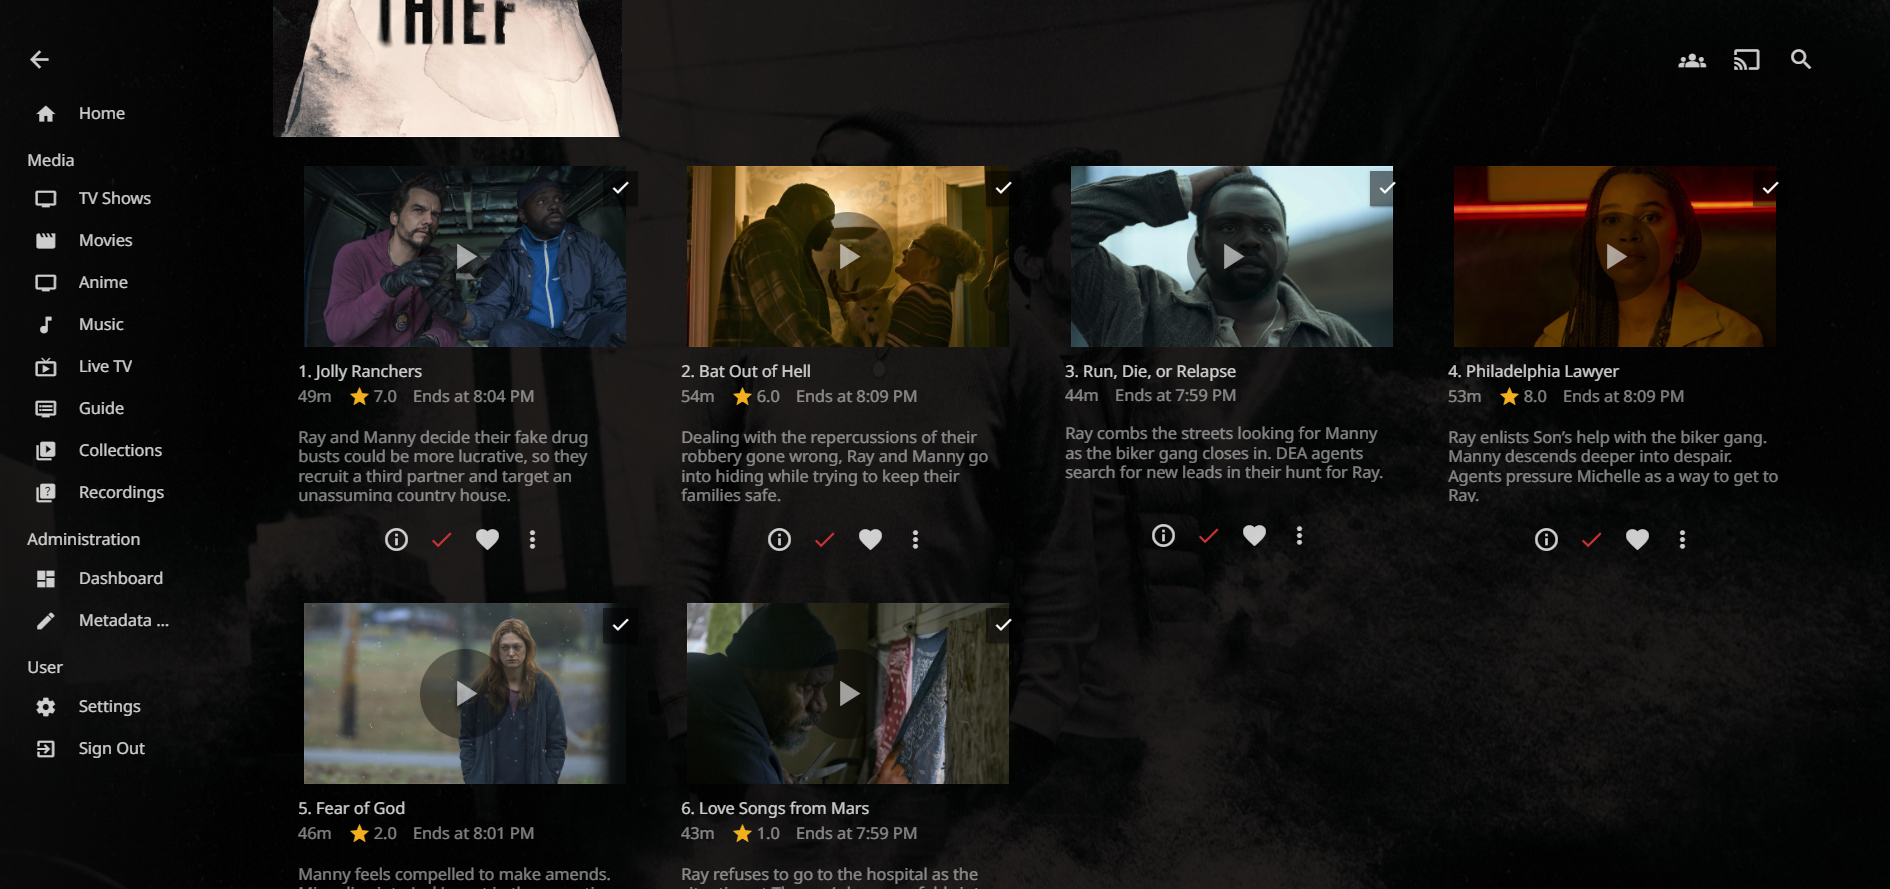 THIEF
Home
Media
TV Shows
Movies
Anime
Music
Live TV
Guide
Collections
Recordings
Administration
Dashboard
Metadata ...
User
Settings
Sign Out
1. Jolly Ranchers
49m 7.0 Ends at 8:04 PM
Ray and Manny decide their fake drug
busts could be more lucrative, so they
recruit a third partner and target an
unassuming country house.
2. Bat Out of Hell
54m 6.0 Ends at 8:09 PM
Dealing with the repercussions of their
robbery gone wrong, Ray and Manny go
into hiding while trying to keep their
families safe.
3. Run, Die, or Relapse
44m Ends at 7:59 PM
Ray combs the streets looking for Manny
as the biker gang closes in. DEA agents
search for new leads in their hunt for Ray.
4. Philadelphia Lawyer
53m 8.0 Ends at 8:09 PM
Ray enlists Son’s help with the biker gang.
Manny descends deeper into despair.
Agents pressure Michelle as a way to get to
Ray.
5. Fear of God
46m 2.0 Ends at 8:01 PM
Manny feels compelled to make amends.
6. Love Songs from Mars
43m 1.0 Ends at 7:59 PM
Ray refuses to go to the hospital as the